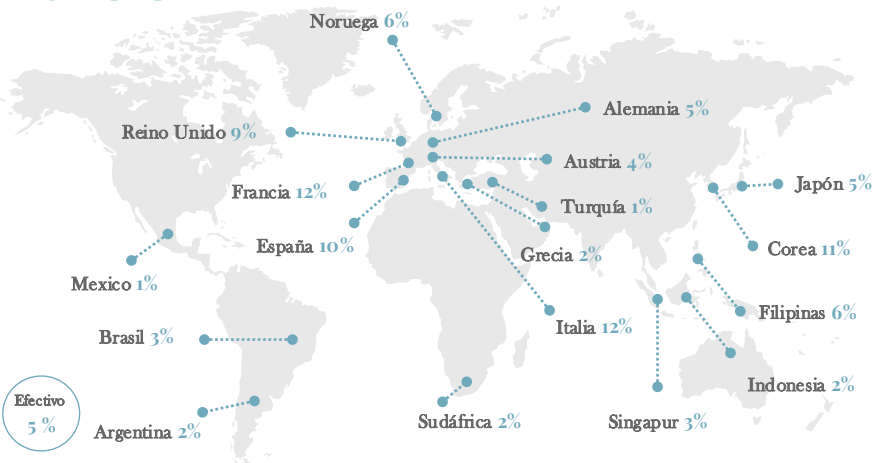 Noruega 6%
Alemania 5%
Reino Unido 9%
Austria 4%
Japón 5%
Francia 12%
Turquía 1%
España 10%
Corea 11%
Grecia 2%
Mexico 1%
Filipinas 6%
Italia 12%
Brasil 3%
Indonesia 2%
Efectivo
5 %
Sudáfrica 2%
Singapur 3%
Argentina 2%